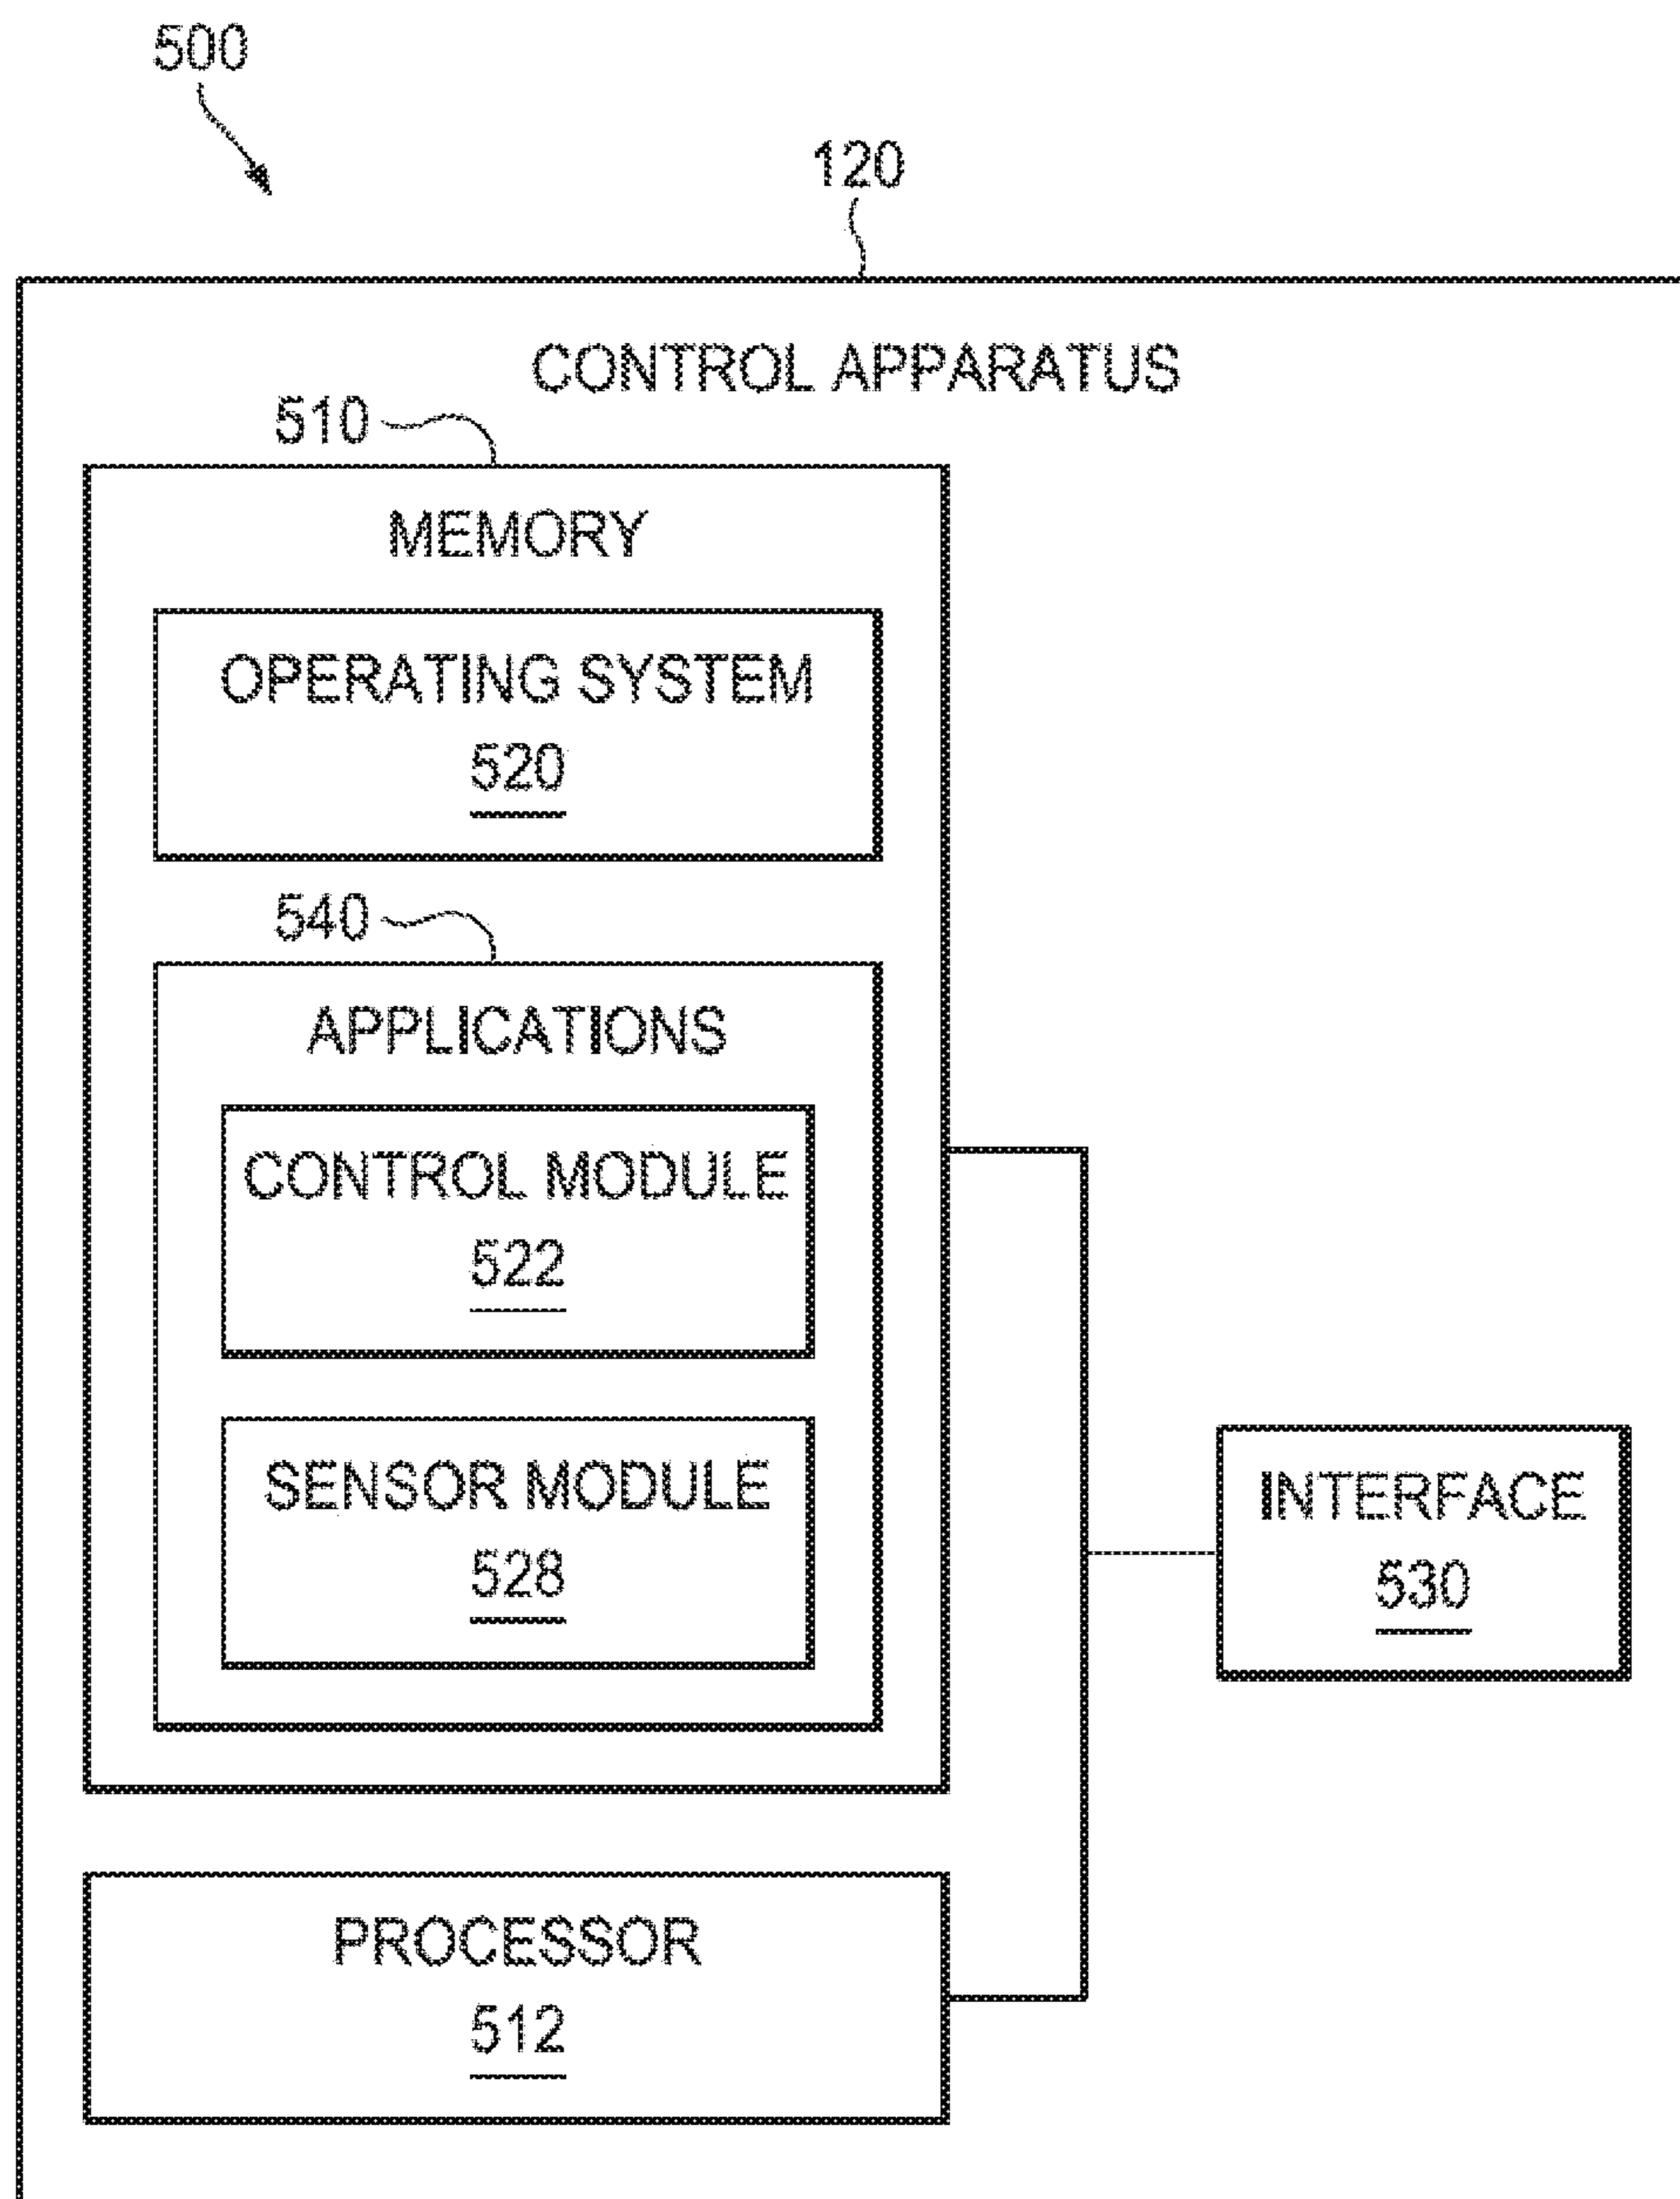 500
120
CONTROL APPARATUS
510
MEMORY
OPERATING SYSTEM
520
540
APPLICATIONS
CONTROL MODULE
522
SENSOR MODULE
528
INTERFACE
530
PROCESSOR
512